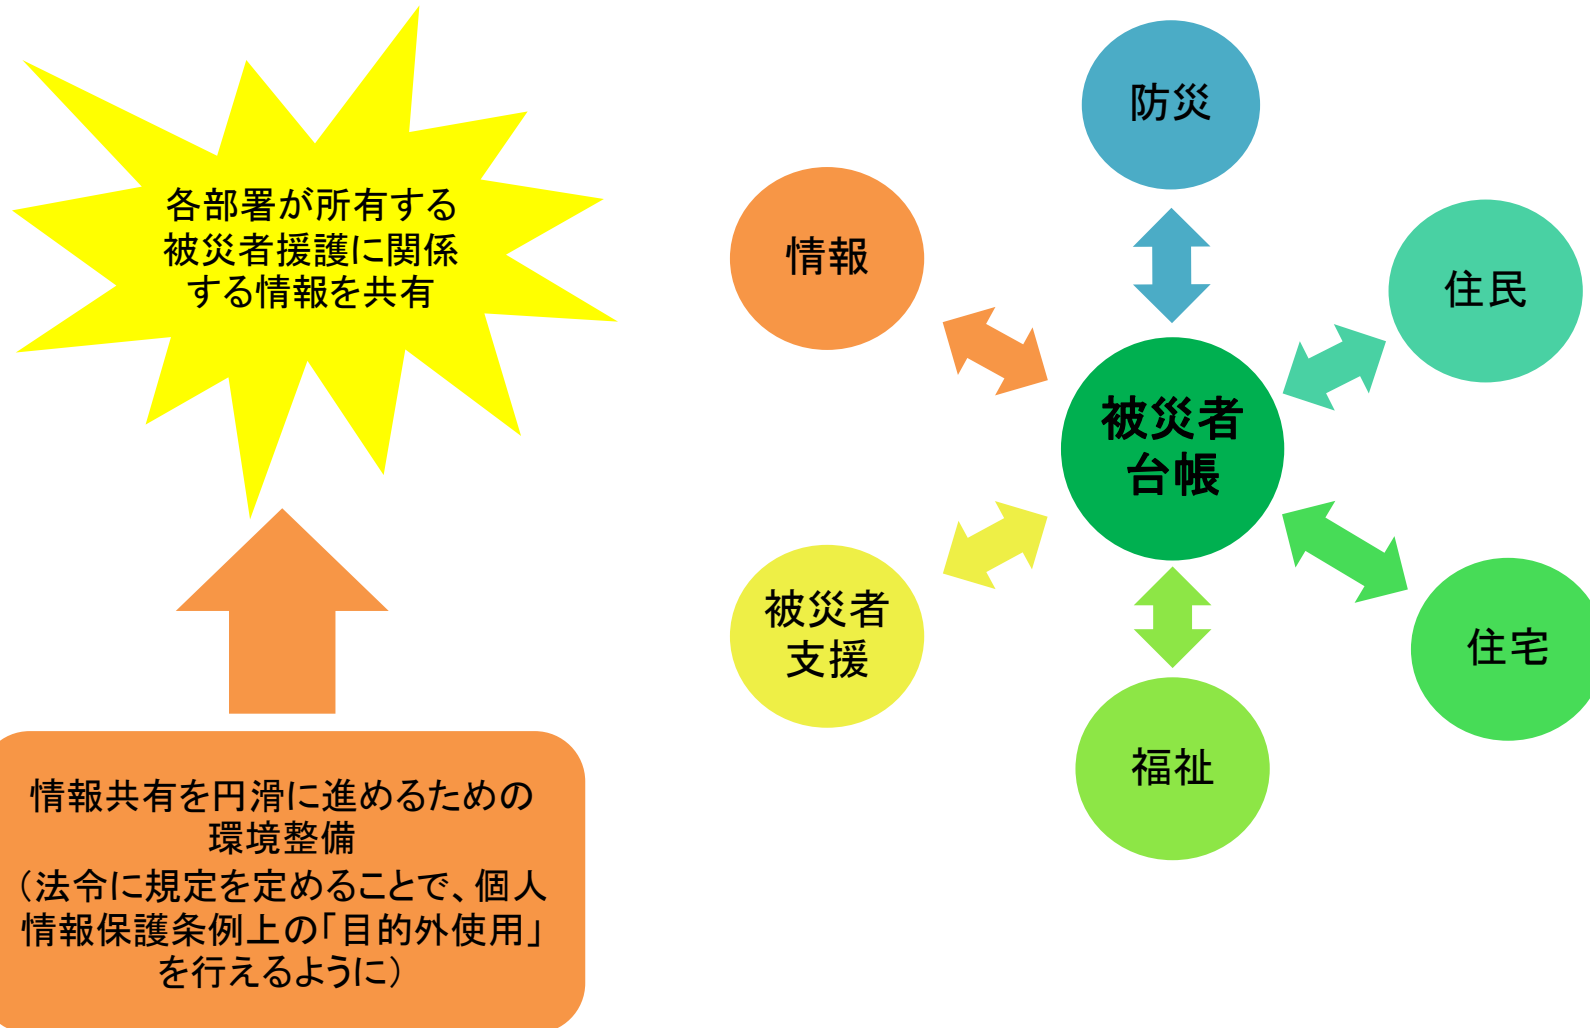 各部署が所有する
被災者援護に関係
する情報を共有
情報共有を円滑に進めるための
環境整備
（法令に規定を定めることで、個人
情報保護条例上の「目的外使用」
を行えるように）
防災
情報
住民
被災者
台帳
被災者
支援
住宅
福祉